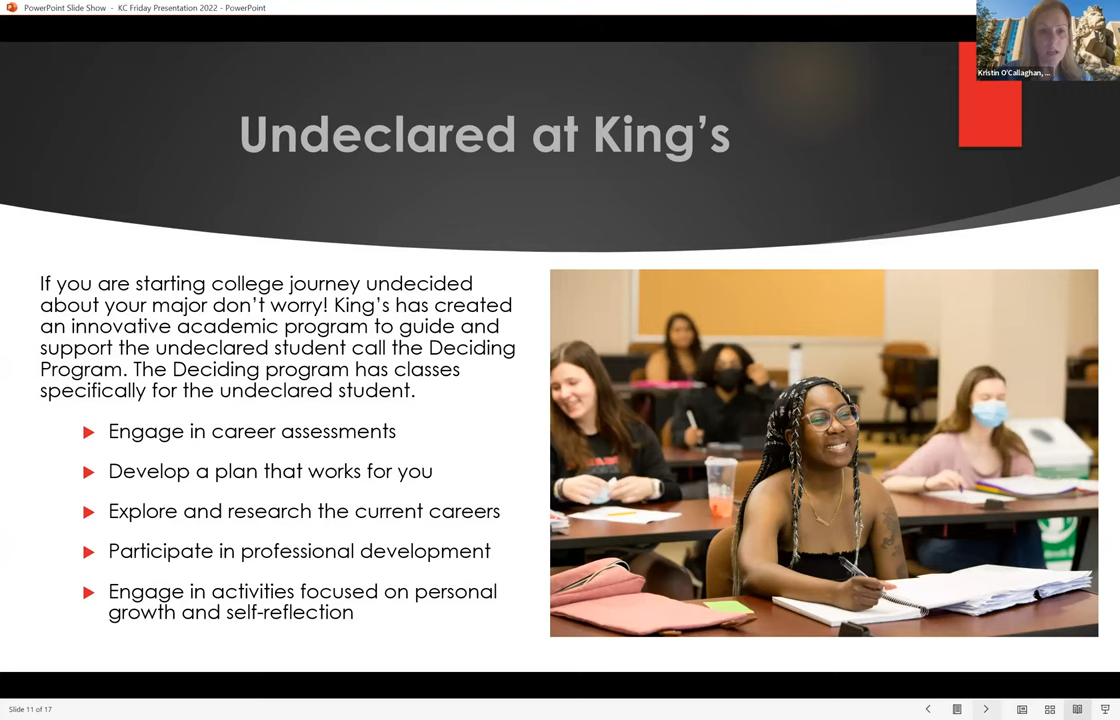 PowerPoint Slide Show - KC Friday Presentation 2022 - PowerPoint
Kristin O'Callaghan, ...
Undeclared at King's
If you are starting college journey undecided
about your major don't worry! King's has created
an innovative academic program to guide and
support the undeclared student call the Deciding
Program. The Deciding program has classes
specifically for the undeclared student.
Engage in career assessments
Develop a plan that works for you
Explore and research the current careers
Participate in professional development
Engage in activities focused on personal
growth and self-reflection
Slide 11 of 17